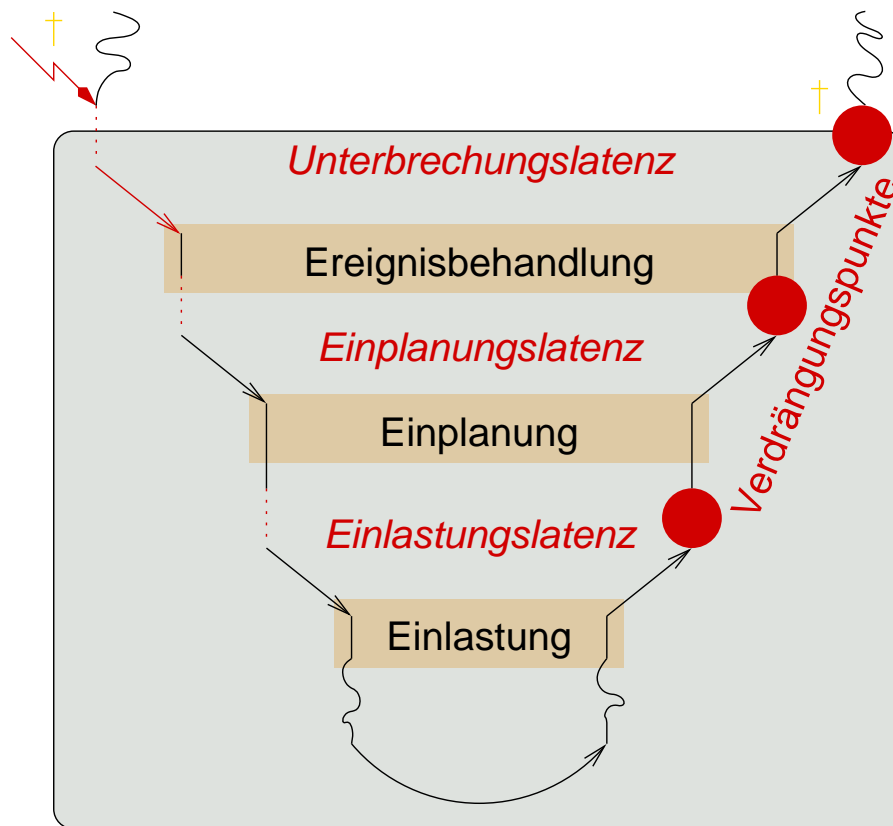 †
†
Unterbrechungslatenz
Ereignisbehandlung
Einplanungslatenz
Einplanung
Verdrängungspunkte
Einlastungslatenz
Einlastung